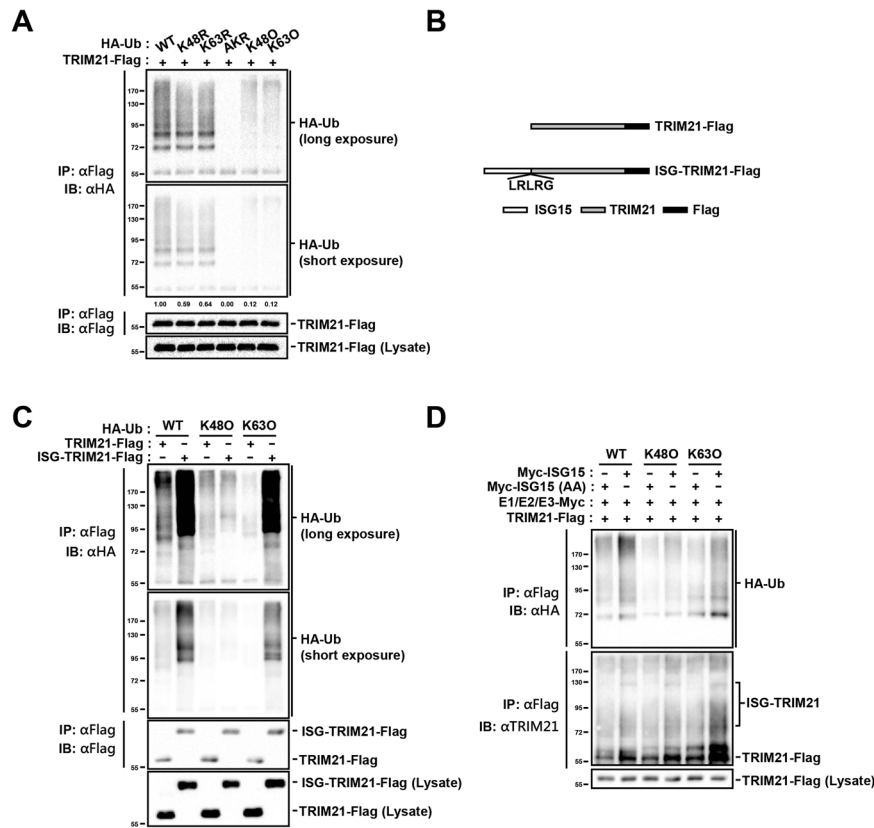 A
HA-Ub : WT K48R K63R AKR K48O K63O
TRIM21-Flag : + + + + + +
170
130
95
72
55
HA-Ub
(long exposure)
IP: αFlag
IB: αHA
170
130
95
72
55
HA-Ub
(short exposure)
1.00 0.59 0.64 0.00 0.12 0.12
IP: αFlag
IB: αFlag
55
TRIM21-Flag
55
TRIM21-Flag (Lysate)
B
TRIM21-Flag
ISG-TRIM21-Flag
LRLRG
ISG15 TRIM21 Flag
C
HA-Ub : WT K48O K63O
TRIM21-Flag : + – + – + –
ISG-TRIM21-Flag : – + – + – +
170
130
95
72
55
IP: αFlag
IB: αHA
HA-Ub
(long exposure)
170
130
95
72
55
HA-Ub
(short exposure)
IP: αFlag
IB: αFlag
72
55
ISG-TRIM21-Flag
TRIM21-Flag
72
55
ISG-TRIM21-Flag (Lysate)
TRIM21-Flag (Lysate)
D
WT K48O K63O
Myc-ISG15 : – + – + – +
Myc-ISG15 (AA) : + – + – + –
E1/E2/E3-Myc : + + + + + +
TRIM21-Flag : + + + + + +
170
130
95
72
55
IP: αFlag
IB: αHA
HA-Ub
170
130
95
72
55
IP: αFlag
IB: αTRIM21
ISG-TRIM21
TRIM21-Flag
55
TRIM21-Flag (Lysate)